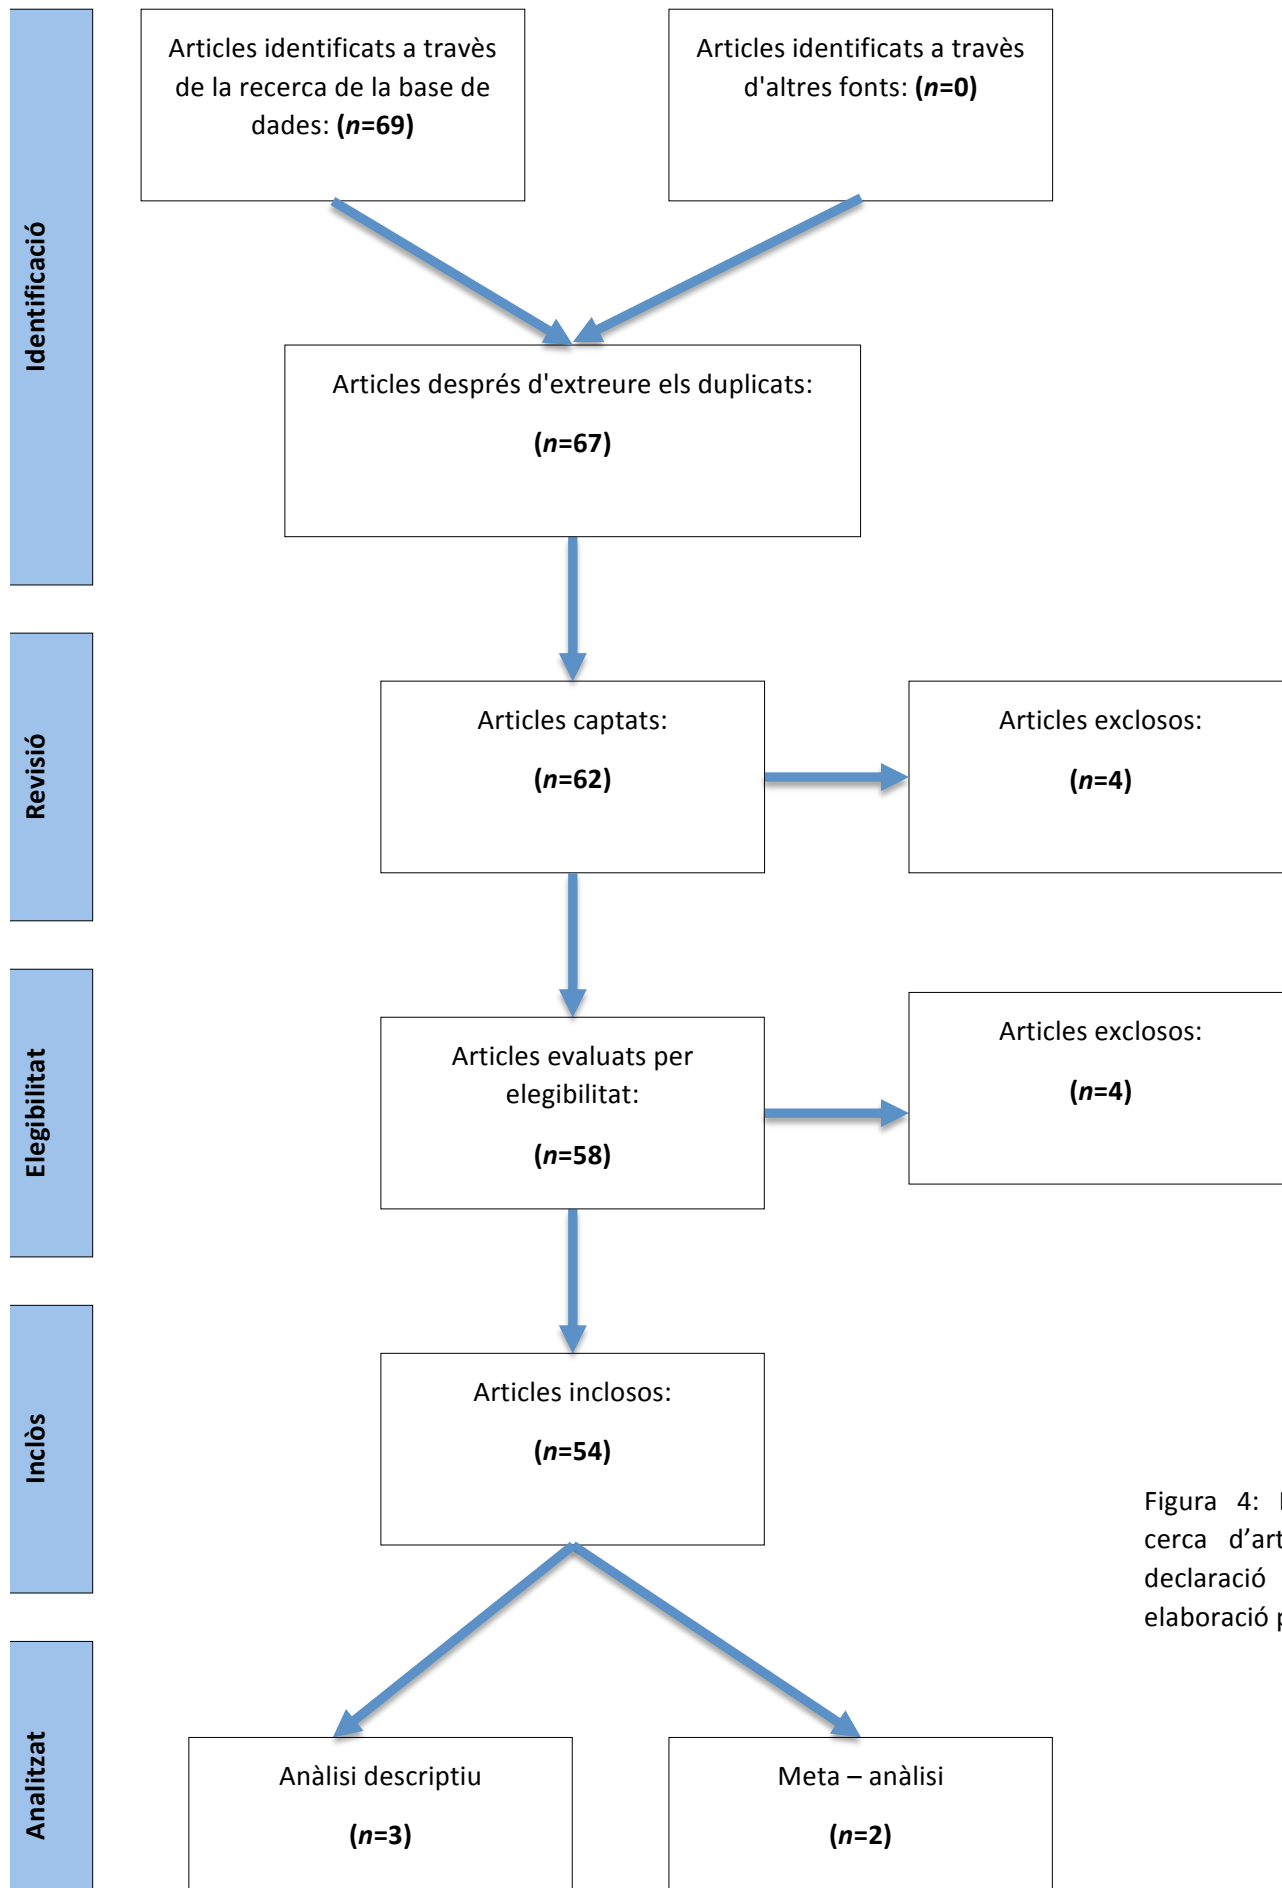 Identificació
Articles identificats a travès
de la recerca de la base de
dades: (n=69)
Articles identificats a travès
d'altres fonts: (n=0)
Articles després d'extreure els duplicats:
(n=67)
Revisió
Articles captats:
(n=62)
Articles exclosos:
(n=4)
Elegibilitat
Articles evaluats per
elegibilitat:
(n=58)
Articles exclosos:
(n=4)
Inclòs
Articles inclosos:
(n=54)
Figura 4:
cerca d’art
declaració
elaboració p
Analitzat
Anàlisi descriptiu
(n=3)
Meta – anàlisi
(n=2)